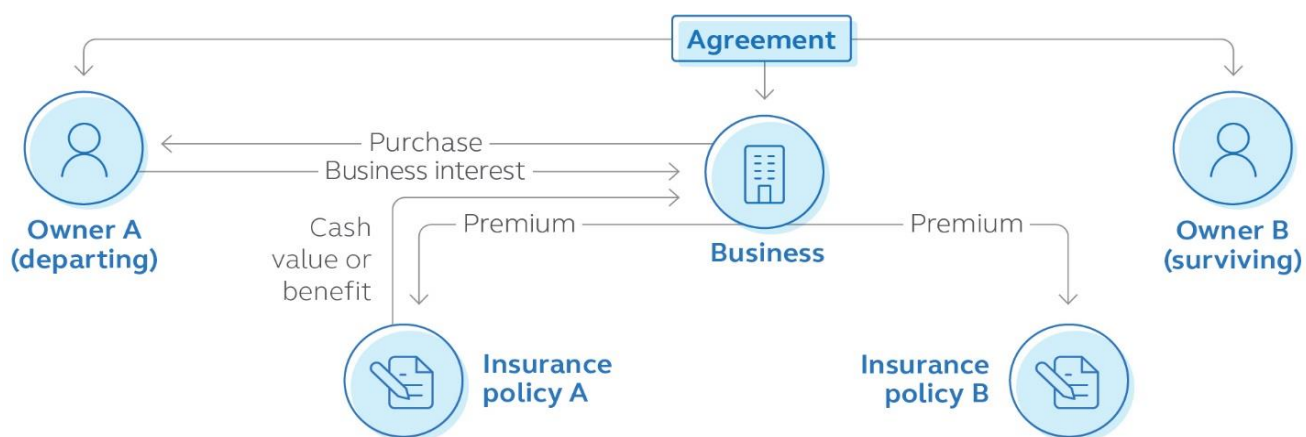 Agreement
Purchase
Business interest
Owner A
(departing)
Cash
value or
benefit
Premium
Business
Premium
Owner B
(surviving)
Insurance
policy A
Insurance
policy B